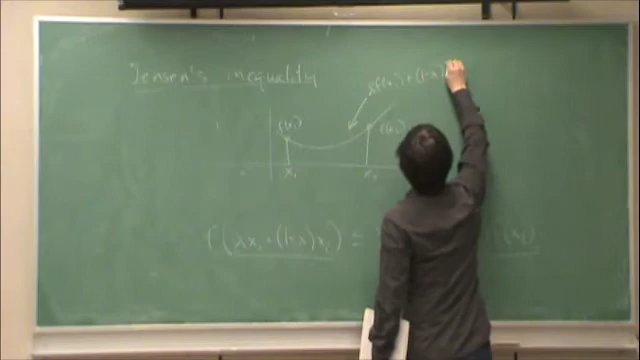 Jensen's inequality
λf(x₁) + (1-λ)
f(x₁)
f(x₂)
x₁ x₂
f(λx₁ + (1-λ)x₂) ≤ f(x₂)